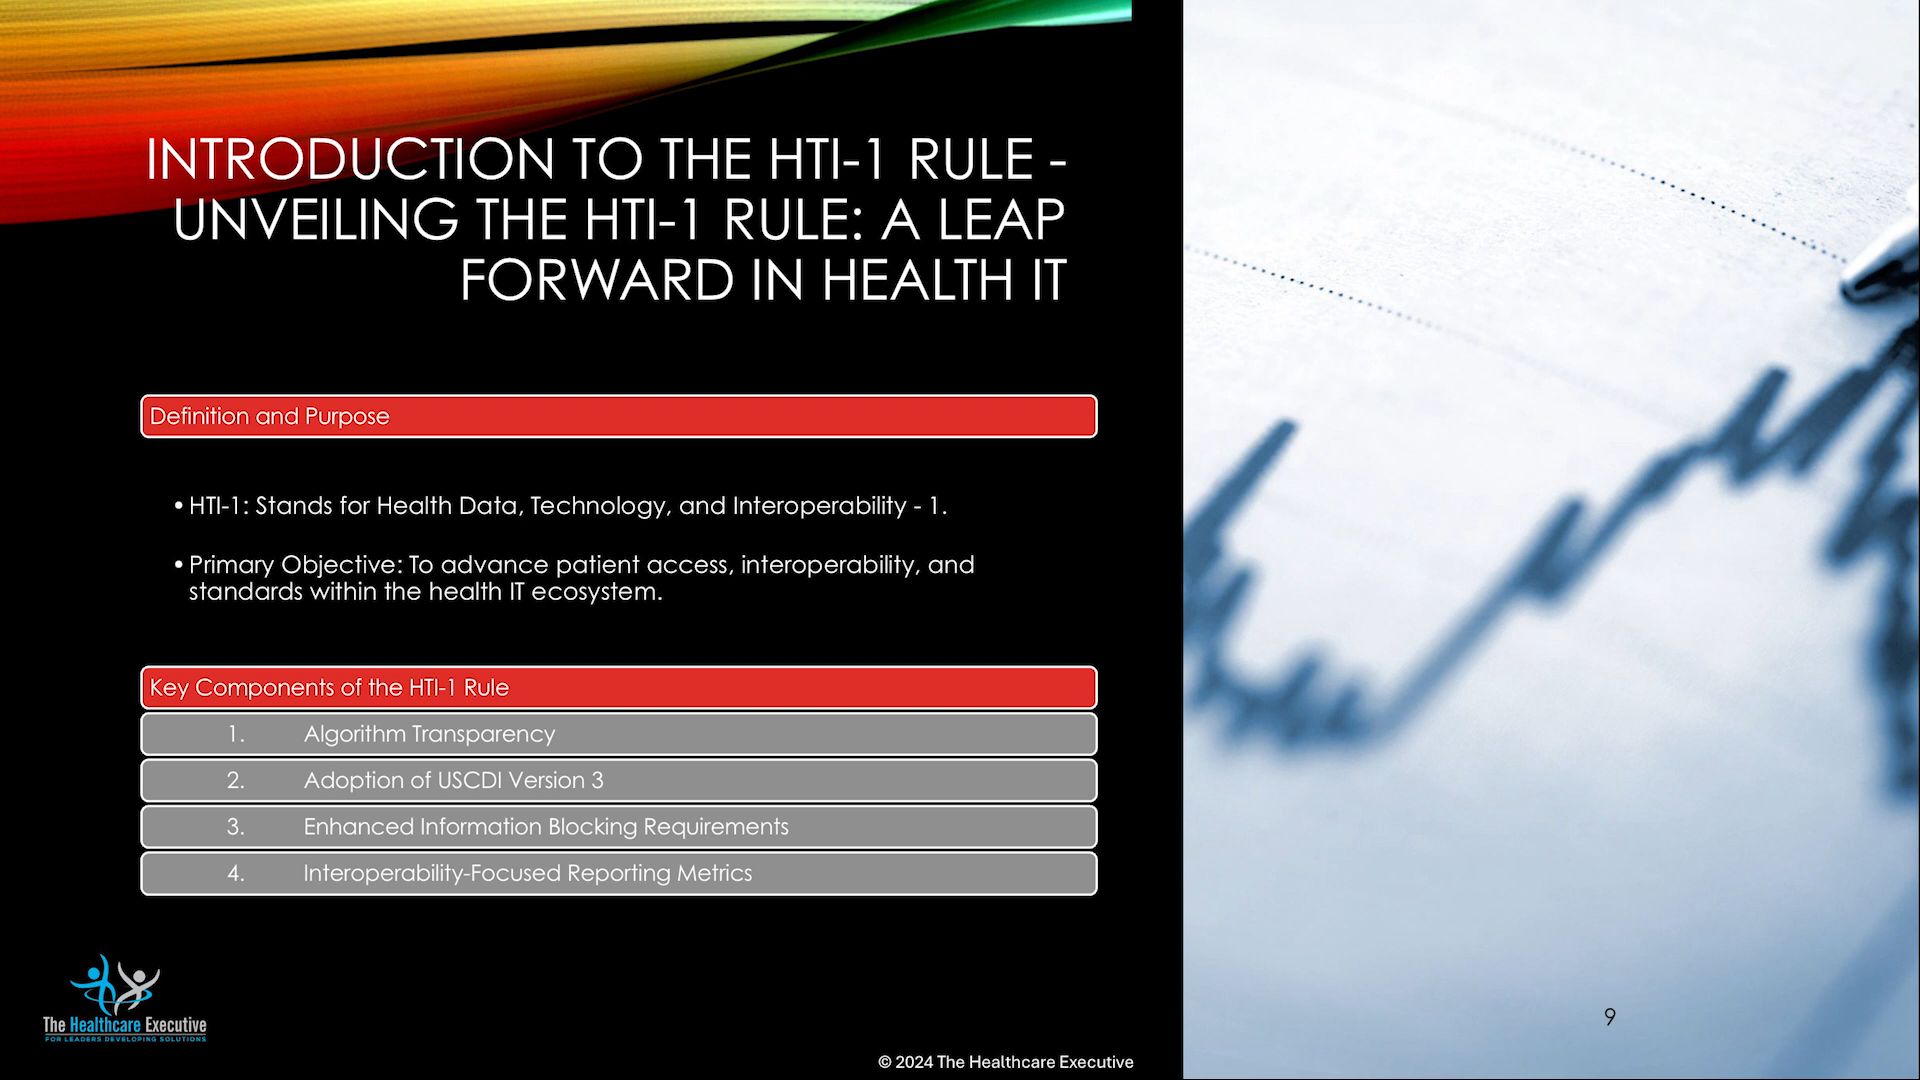 INTRODUCTION TO THE HTI-1 RULE -
UNVEILING THE HTI-1 RULE: A LEAP
FORWARD IN HEALTH IT
Definition and Purpose
• HTI-1: Stands for Health Data, Technology, and Interoperability - 1.
• Primary Objective: To advance patient access, interoperability, and
standards within the health IT ecosystem.
Key Components of the HTI-1 Rule
1. Algorithm Transparency
2. Adoption of USCDI Version 3
3. Enhanced Information Blocking Requirements
4. Interoperability-Focused Reporting Metrics
The Healthcare Executive
FOR LEADERS DEVELOPING SOLUTIONS
9
© 2024 The Healthcare Executive